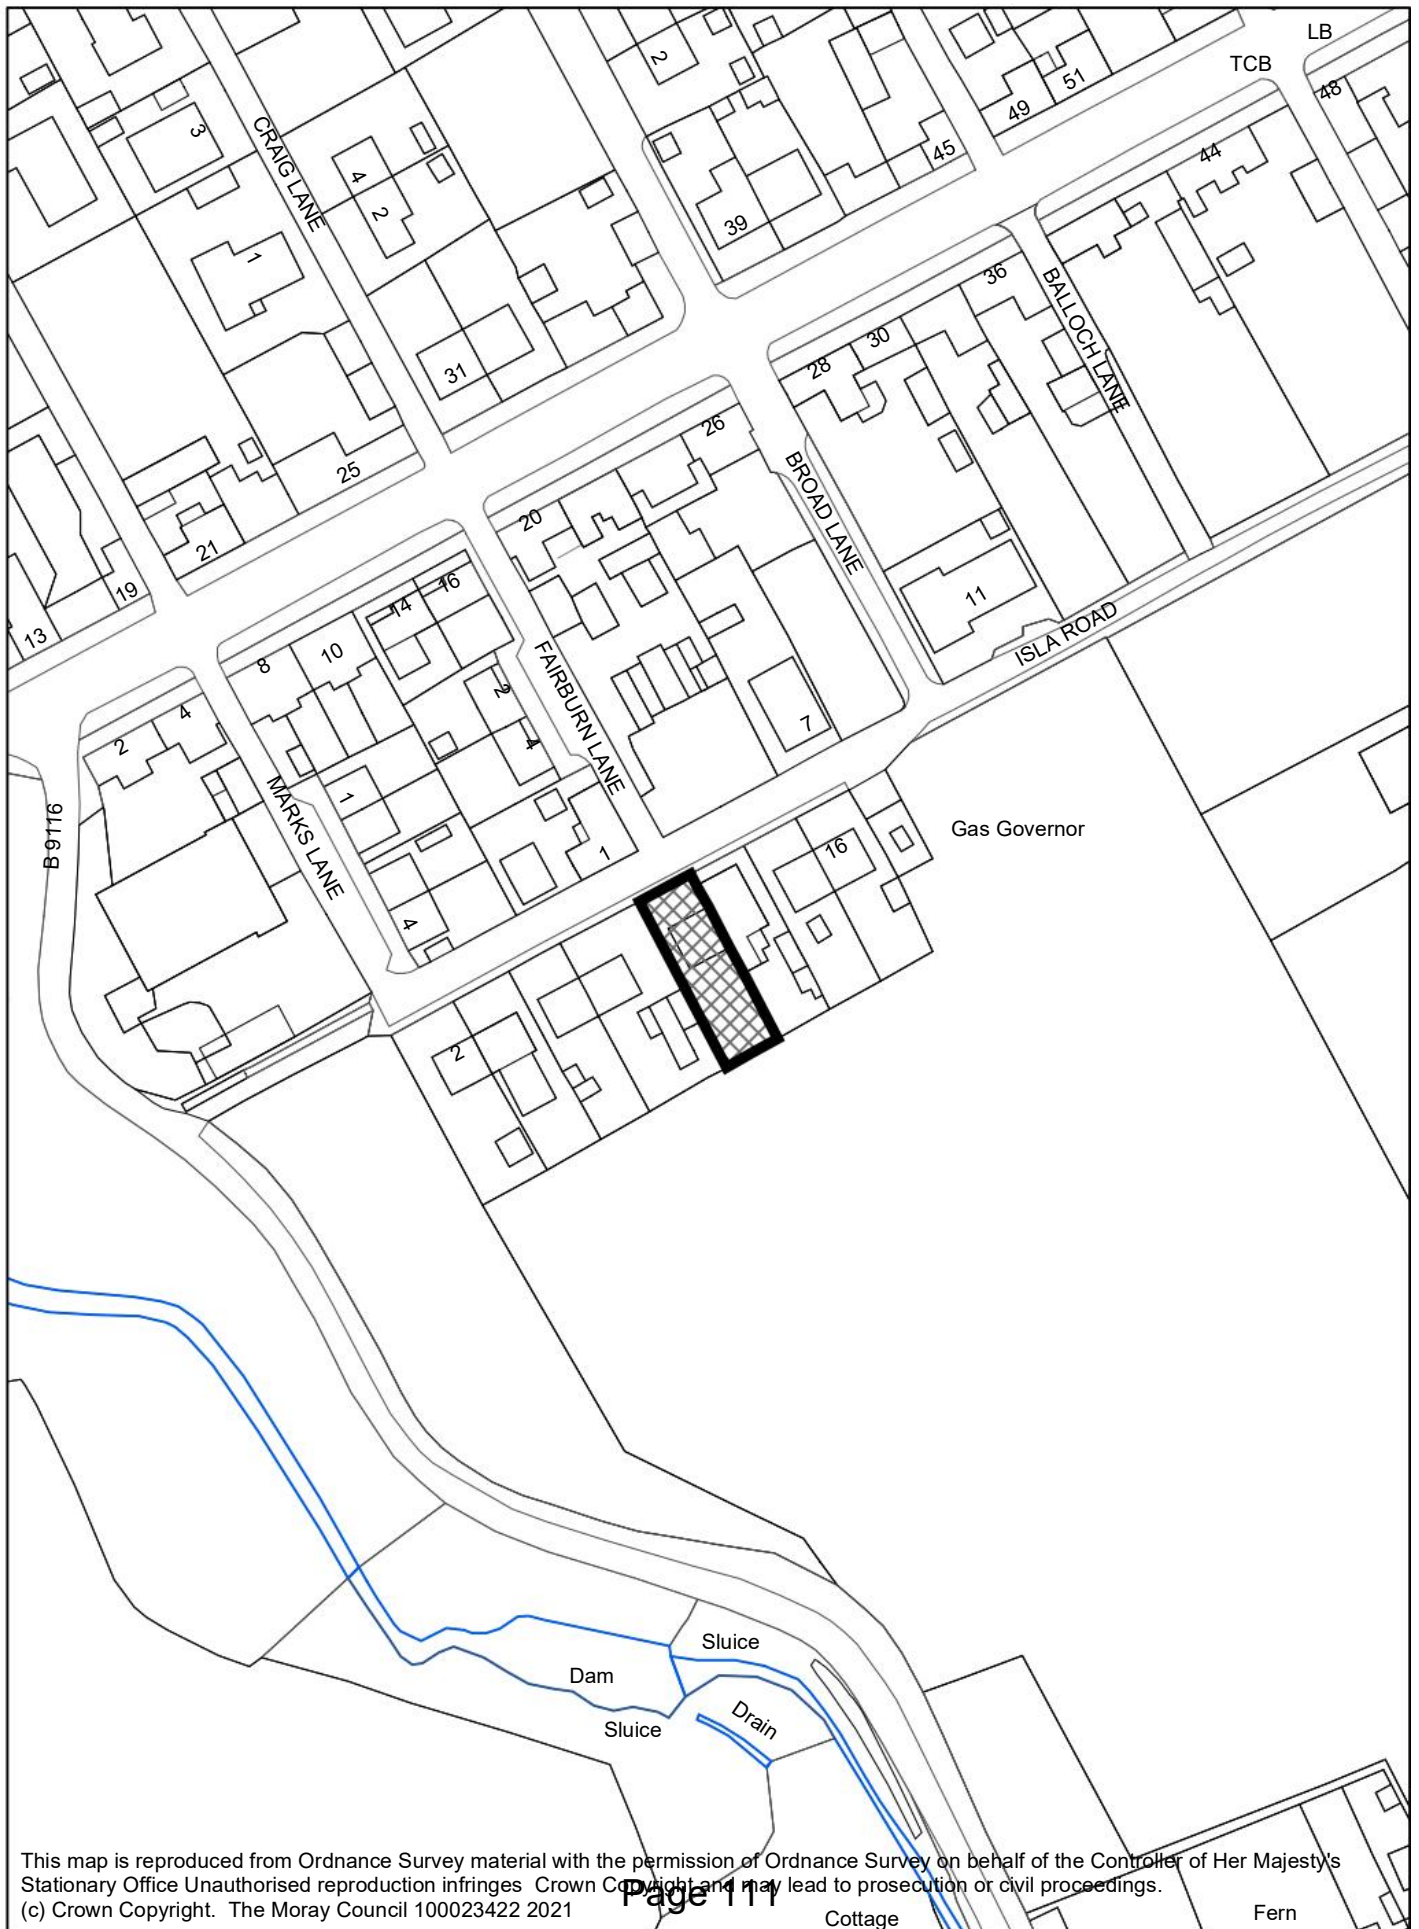 LB
TCB
2
51
49
48
3
CRAIG LANE
4
2
45
44
39
1
36
BALLOCH LANE
30
28
31
26
25
BROAD LANE
20
21
16
14
19
11
13
ISLA ROAD
10
8
FAIRBURN LANE
2
4
2
4
7
1
MARKS LANE
B 9116
Gas Governor
1
16
4
2
Sluice
Dam
Drain
Sluice
This map is reproduced from Ordnance Survey material with the permission of Ordnance Survey on behalf of the Controller of Her Majesty's
Stationary Office Unauthorised reproduction infringes Crown Copyright and may lead to prosecution or civil proceedings.
Page 111
(c) Crown Copyright. The Moray Council 100023422 2021
Cottage
Fern